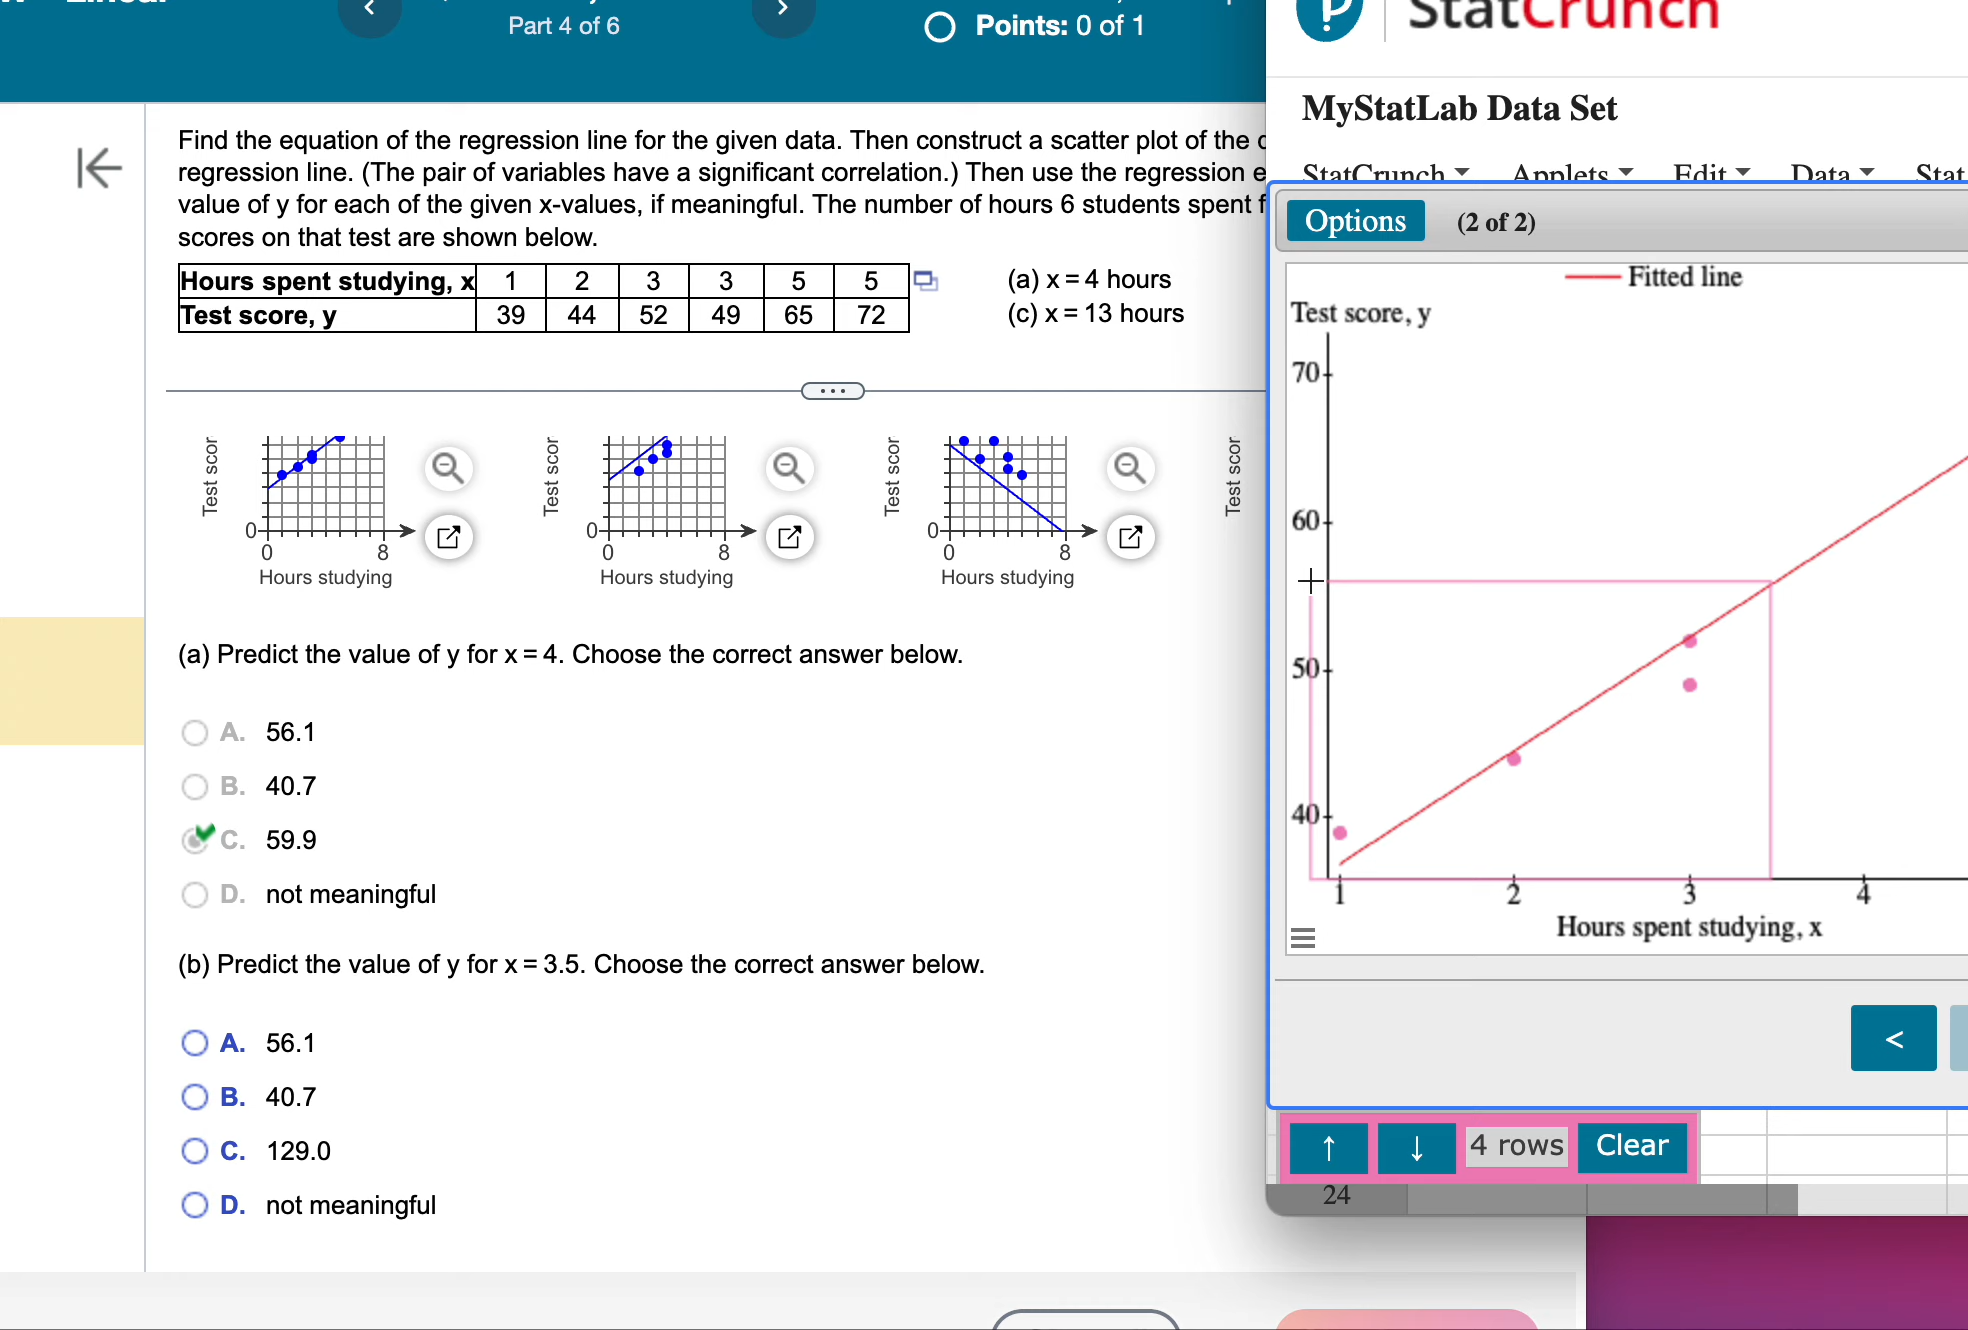 Part 4 of 6
Points: 0 of 1
Find the equation of the regression line for the given data. Then construct a scatter plot of the
regression line. (The pair of variables have a significant correlation.) Then use the regression
value of y for each of the given x-values, if meaningful. The number of hours 6 students spent
scores on that test are shown below.
Hours spent studying, x 1 2 3 3 5 5
Test score, y 39 44 52 49 65 72
(a) x = 4 hours
(c) x = 13 hours
Test scor
0
0 8
Hours studying
Test scor
0
0 8
Hours studying
Test scor
0
0 8
Hours studying
Test scor
(a) Predict the value of y for x = 4. Choose the correct answer below.
A. 56.1
B. 40.7
C. 59.9
D. not meaningful
(b) Predict the value of y for x = 3.5. Choose the correct answer below.
A. 56.1
B. 40.7
C. 129.0
D. not meaningful
StatCrunch
MyStatLab Data Set
StatCrunch Applets Edit Data Stat
Options (2 of 2)
Fitted line
Test score, y
70
60
50
40
1 2 3 4
Hours spent studying, x
<
↑ ↓ 4 rows Clear
24